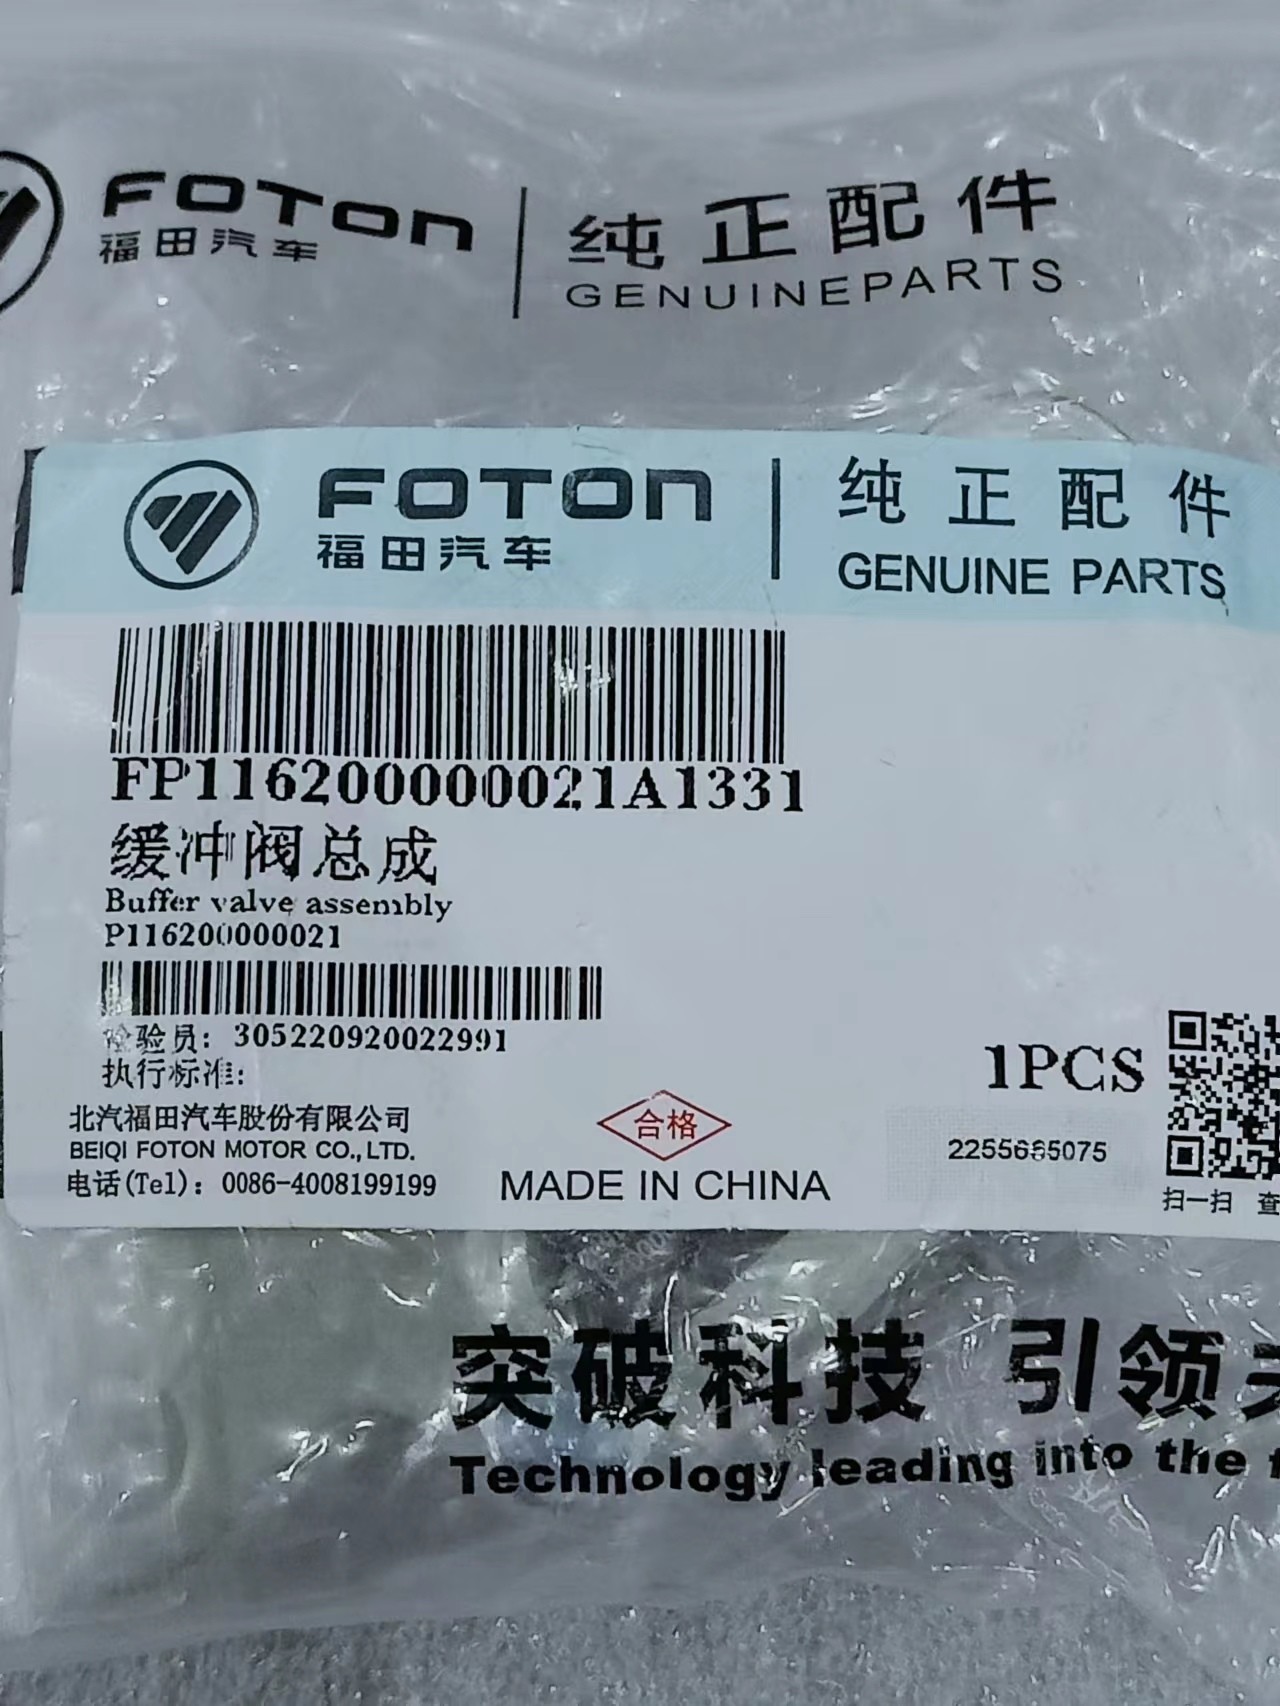 FOTON
福田汽车
纯正配件
GENUINEPARTS
FOTON
福田汽车
纯正配件
GENUINE PARTS
FP116200000021A1331
缓冲阀总成
Buffer valve assembly
P116200000021
检验员: 305220920022991
执行标准:
1PCS
北汽福田汽车股份有限公司
BEIQI FOTON MOTOR CO.,LTD.
电话(Tel): 0086-4008199199
合格
MADE IN CHINA
2255665075
扫一扫 查
突破科技 引领
Technology leading into the